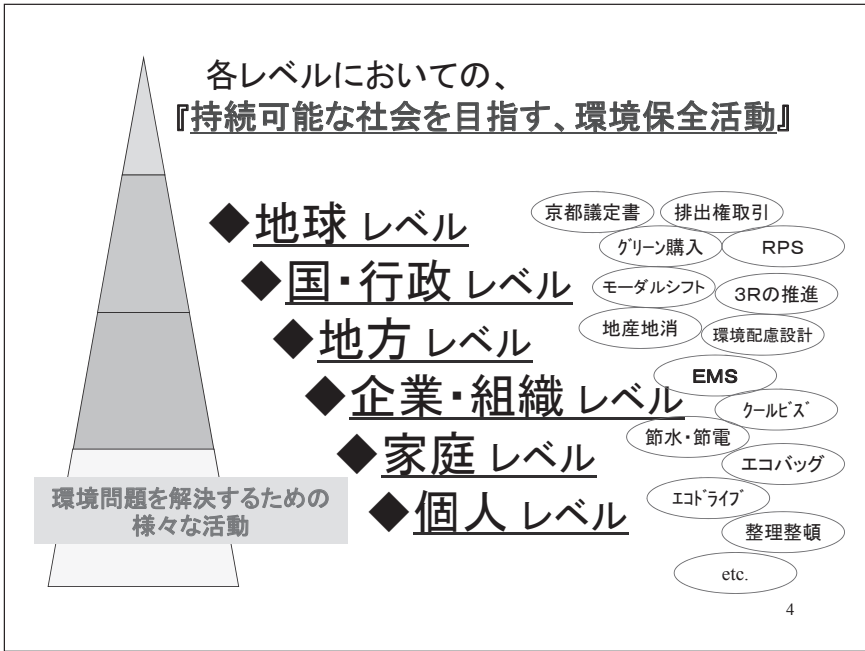 各レベルにおいての、
『持続可能な社会を目指す、環境保全活動』
◆地球 レベル
◆国・行政 レベル
◆地方 レベル
◆企業・組織 レベル
◆家庭 レベル
◆個人 レベル
京都議定書
排出権取引
グリーン購入
RPS
モーダルシフト
3Rの推進
地産地消
環境配慮設計
EMS
クールビズ
節水・節電
エコバッグ
エコドライブ
整理整頓
etc.
環境問題を解決するための
様々な活動
4